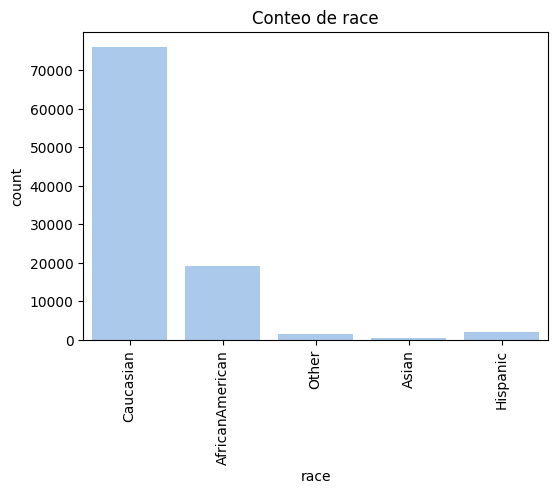 Conteo de race
count
70000
60000
50000
40000
30000
20000
10000
0
Caucasian
AfricanAmerican
Other
Asian
Hispanic
race